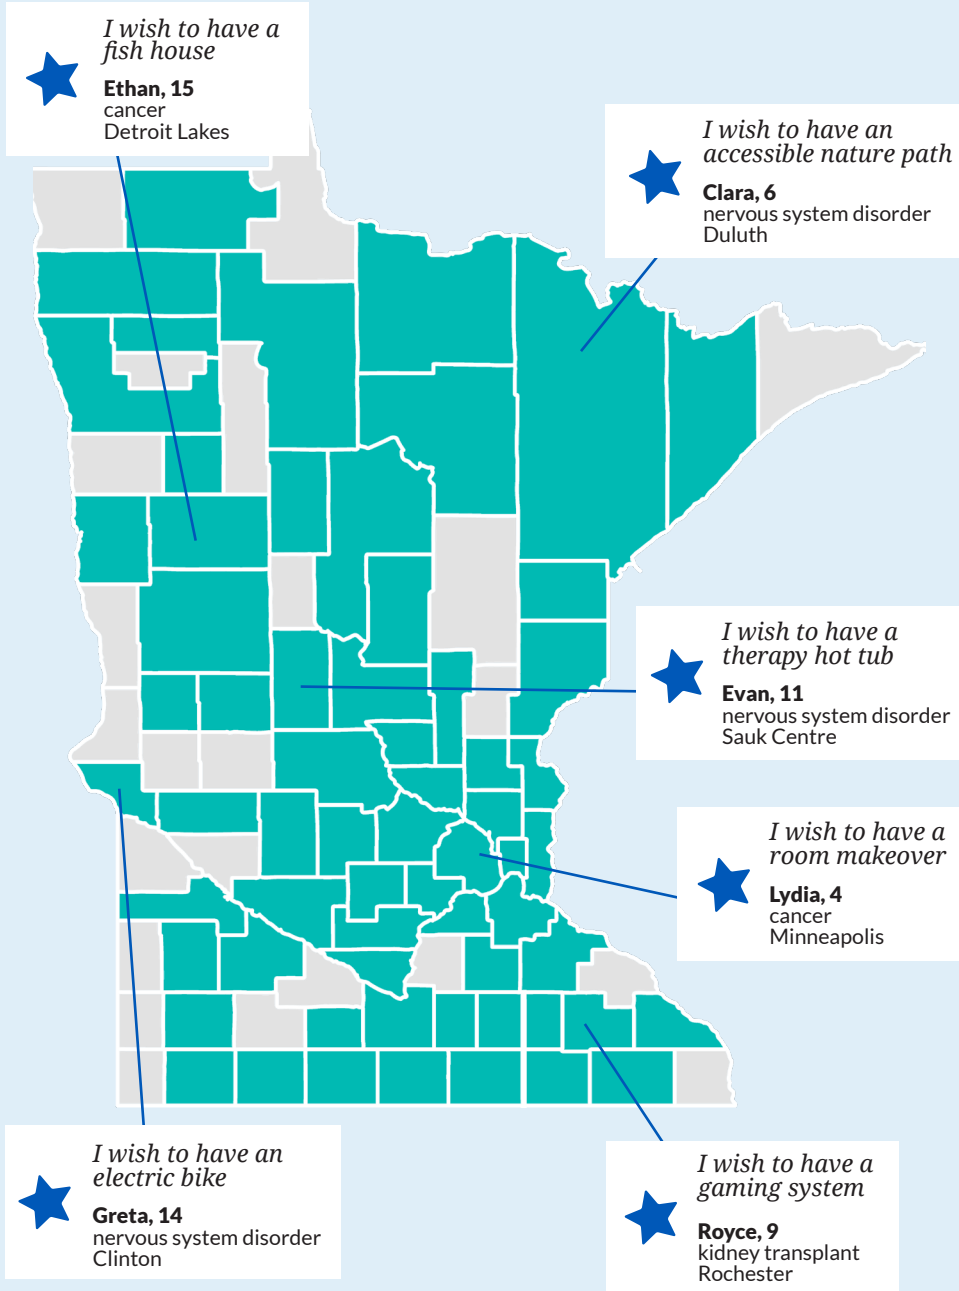 I wish to have a
fish house
Ethan, 15
cancer
Detroit Lakes
I wish to have an
accessible nature path
Clara, 6
nervous system disorder
Duluth
I wish to have a
therapy hot tub
Evan, 11
nervous system disorder
Sauk Centre
I wish to have a
room makeover
Lydia, 4
cancer
Minneapolis
I wish to have an
electric bike
Greta, 14
nervous system disorder
Clinton
I wish to have a
gaming system
Royce, 9
kidney transplant
Rochester